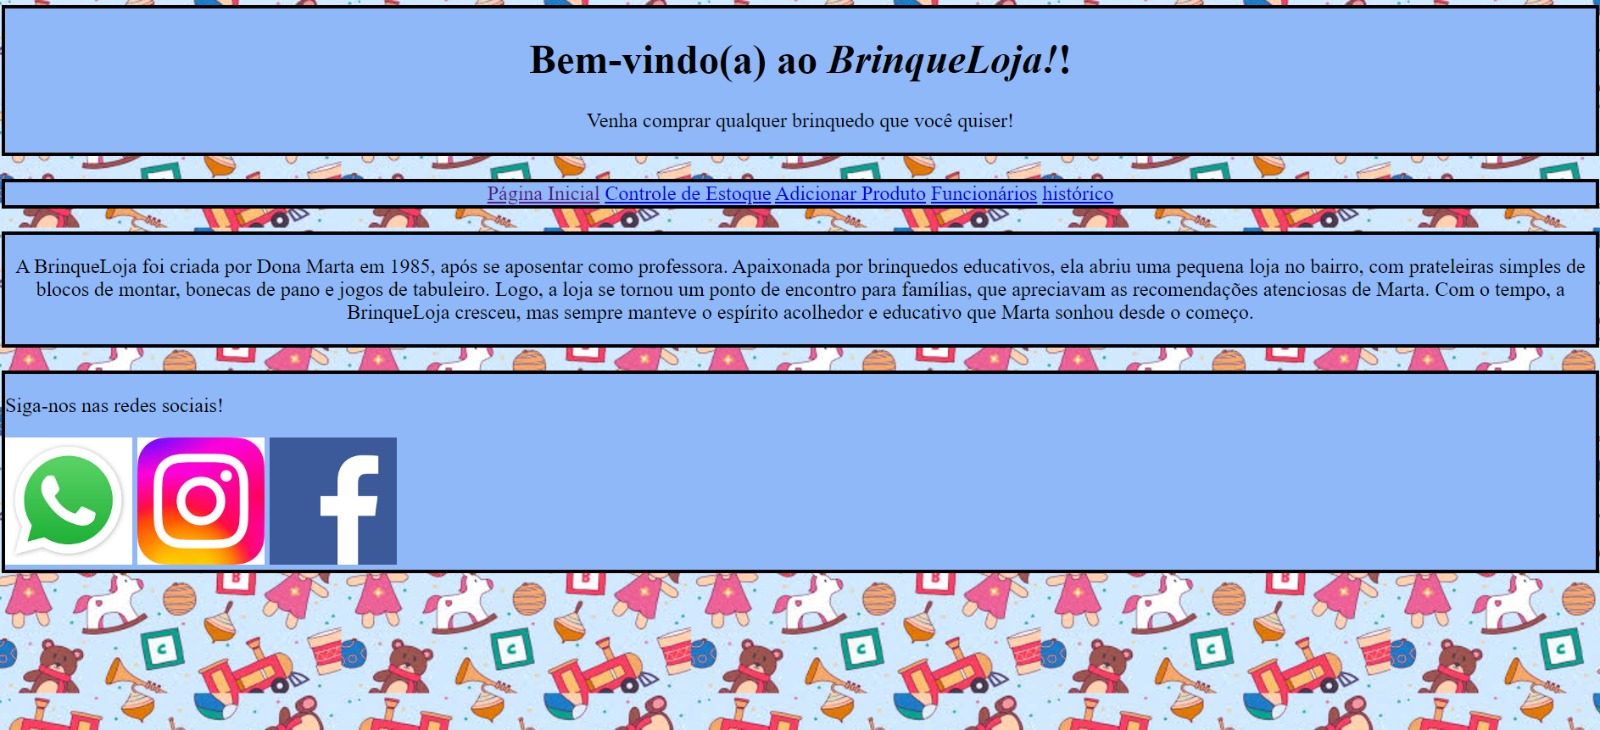 Bem-vindo(a) ao BrinqueLoja!!
Venha comprar qualquer brinquedo que você quiser!
Página Inicial Controle de Estoque Adicionar Produto Funcionários histórico
A BrinqueLoja foi criada por Dona Marta em 1985, após se aposentar como professora. Apaixonada por brinquedos educativos, ela abriu uma pequena loja no bairro, com prateleiras simples de
blocos de montar, bonecas de pano e jogos de tabuleiro. Logo, a loja se tornou um ponto de encontro para famílias, que apreciavam as recomendações atenciosas de Marta. Com o tempo, a
BrinqueLoja cresceu, mas sempre manteve o espírito acolhedor e educativo que Marta sonhou desde o começo.
Siga-nos nas redes sociais!
B B B B
C C C C C